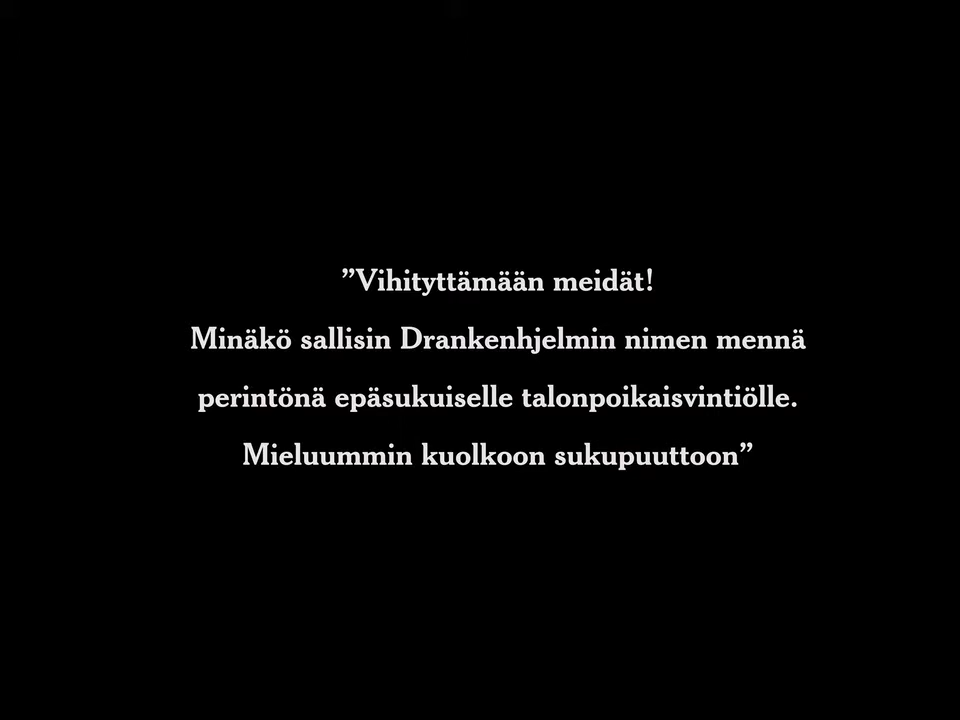 ”Vihityttämään meidät!
Minäkö sallisin Drankenhjelmin nimen mennä
perintönä epäsukuiselle talonpoikaisvintiölle.
Mieluummin kuolkoon sukupuuttoon”